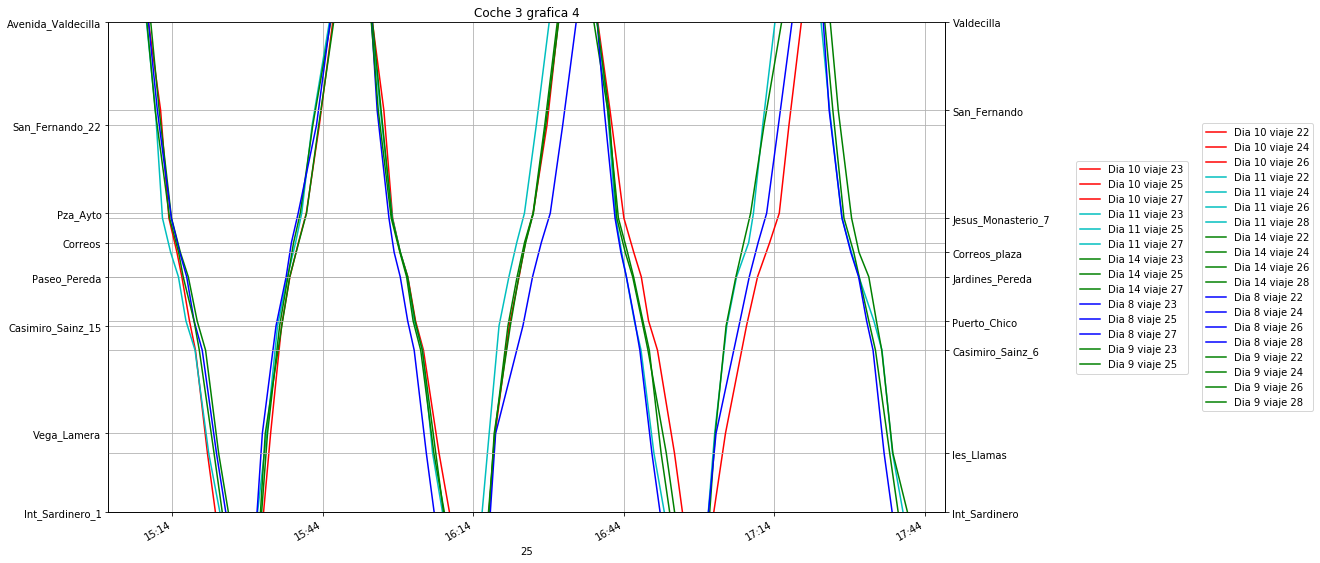 Coche 3 grafica 4
Avenida_Valdecilla
San_Fernando_22
Pza_Ayto
Correos
Paseo_Pereda
Casimiro_Sainz_15
Vega_Lamera
Int_Sardinero_1
Valdecilla
San_Fernando
Jesus_Monasterio_7
Correos_plaza
Jardines_Pereda
Puerto_Chico
Casimiro_Sainz_6
Ies_Llamas
Int_Sardinero
15:14
15:44
16:14
16:44
17:14
17:44
25
Dia 10 viaje 23
Dia 10 viaje 25
Dia 10 viaje 27
Dia 11 viaje 23
Dia 11 viaje 25
Dia 11 viaje 27
Dia 14 viaje 23
Dia 14 viaje 25
Dia 14 viaje 27
Dia 8 viaje 23
Dia 8 viaje 25
Dia 8 viaje 27
Dia 9 viaje 23
Dia 9 viaje 25
Dia 10 viaje 22
Dia 10 viaje 24
Dia 10 viaje 26
Dia 11 viaje 22
Dia 11 viaje 24
Dia 11 viaje 26
Dia 11 viaje 28
Dia 14 viaje 22
Dia 14 viaje 24
Dia 14 viaje 26
Dia 14 viaje 28
Dia 8 viaje 22
Dia 8 viaje 24
Dia 8 viaje 26
Dia 8 viaje 28
Dia 9 viaje 22
Dia 9 viaje 24
Dia 9 viaje 26
Dia 9 viaje 28